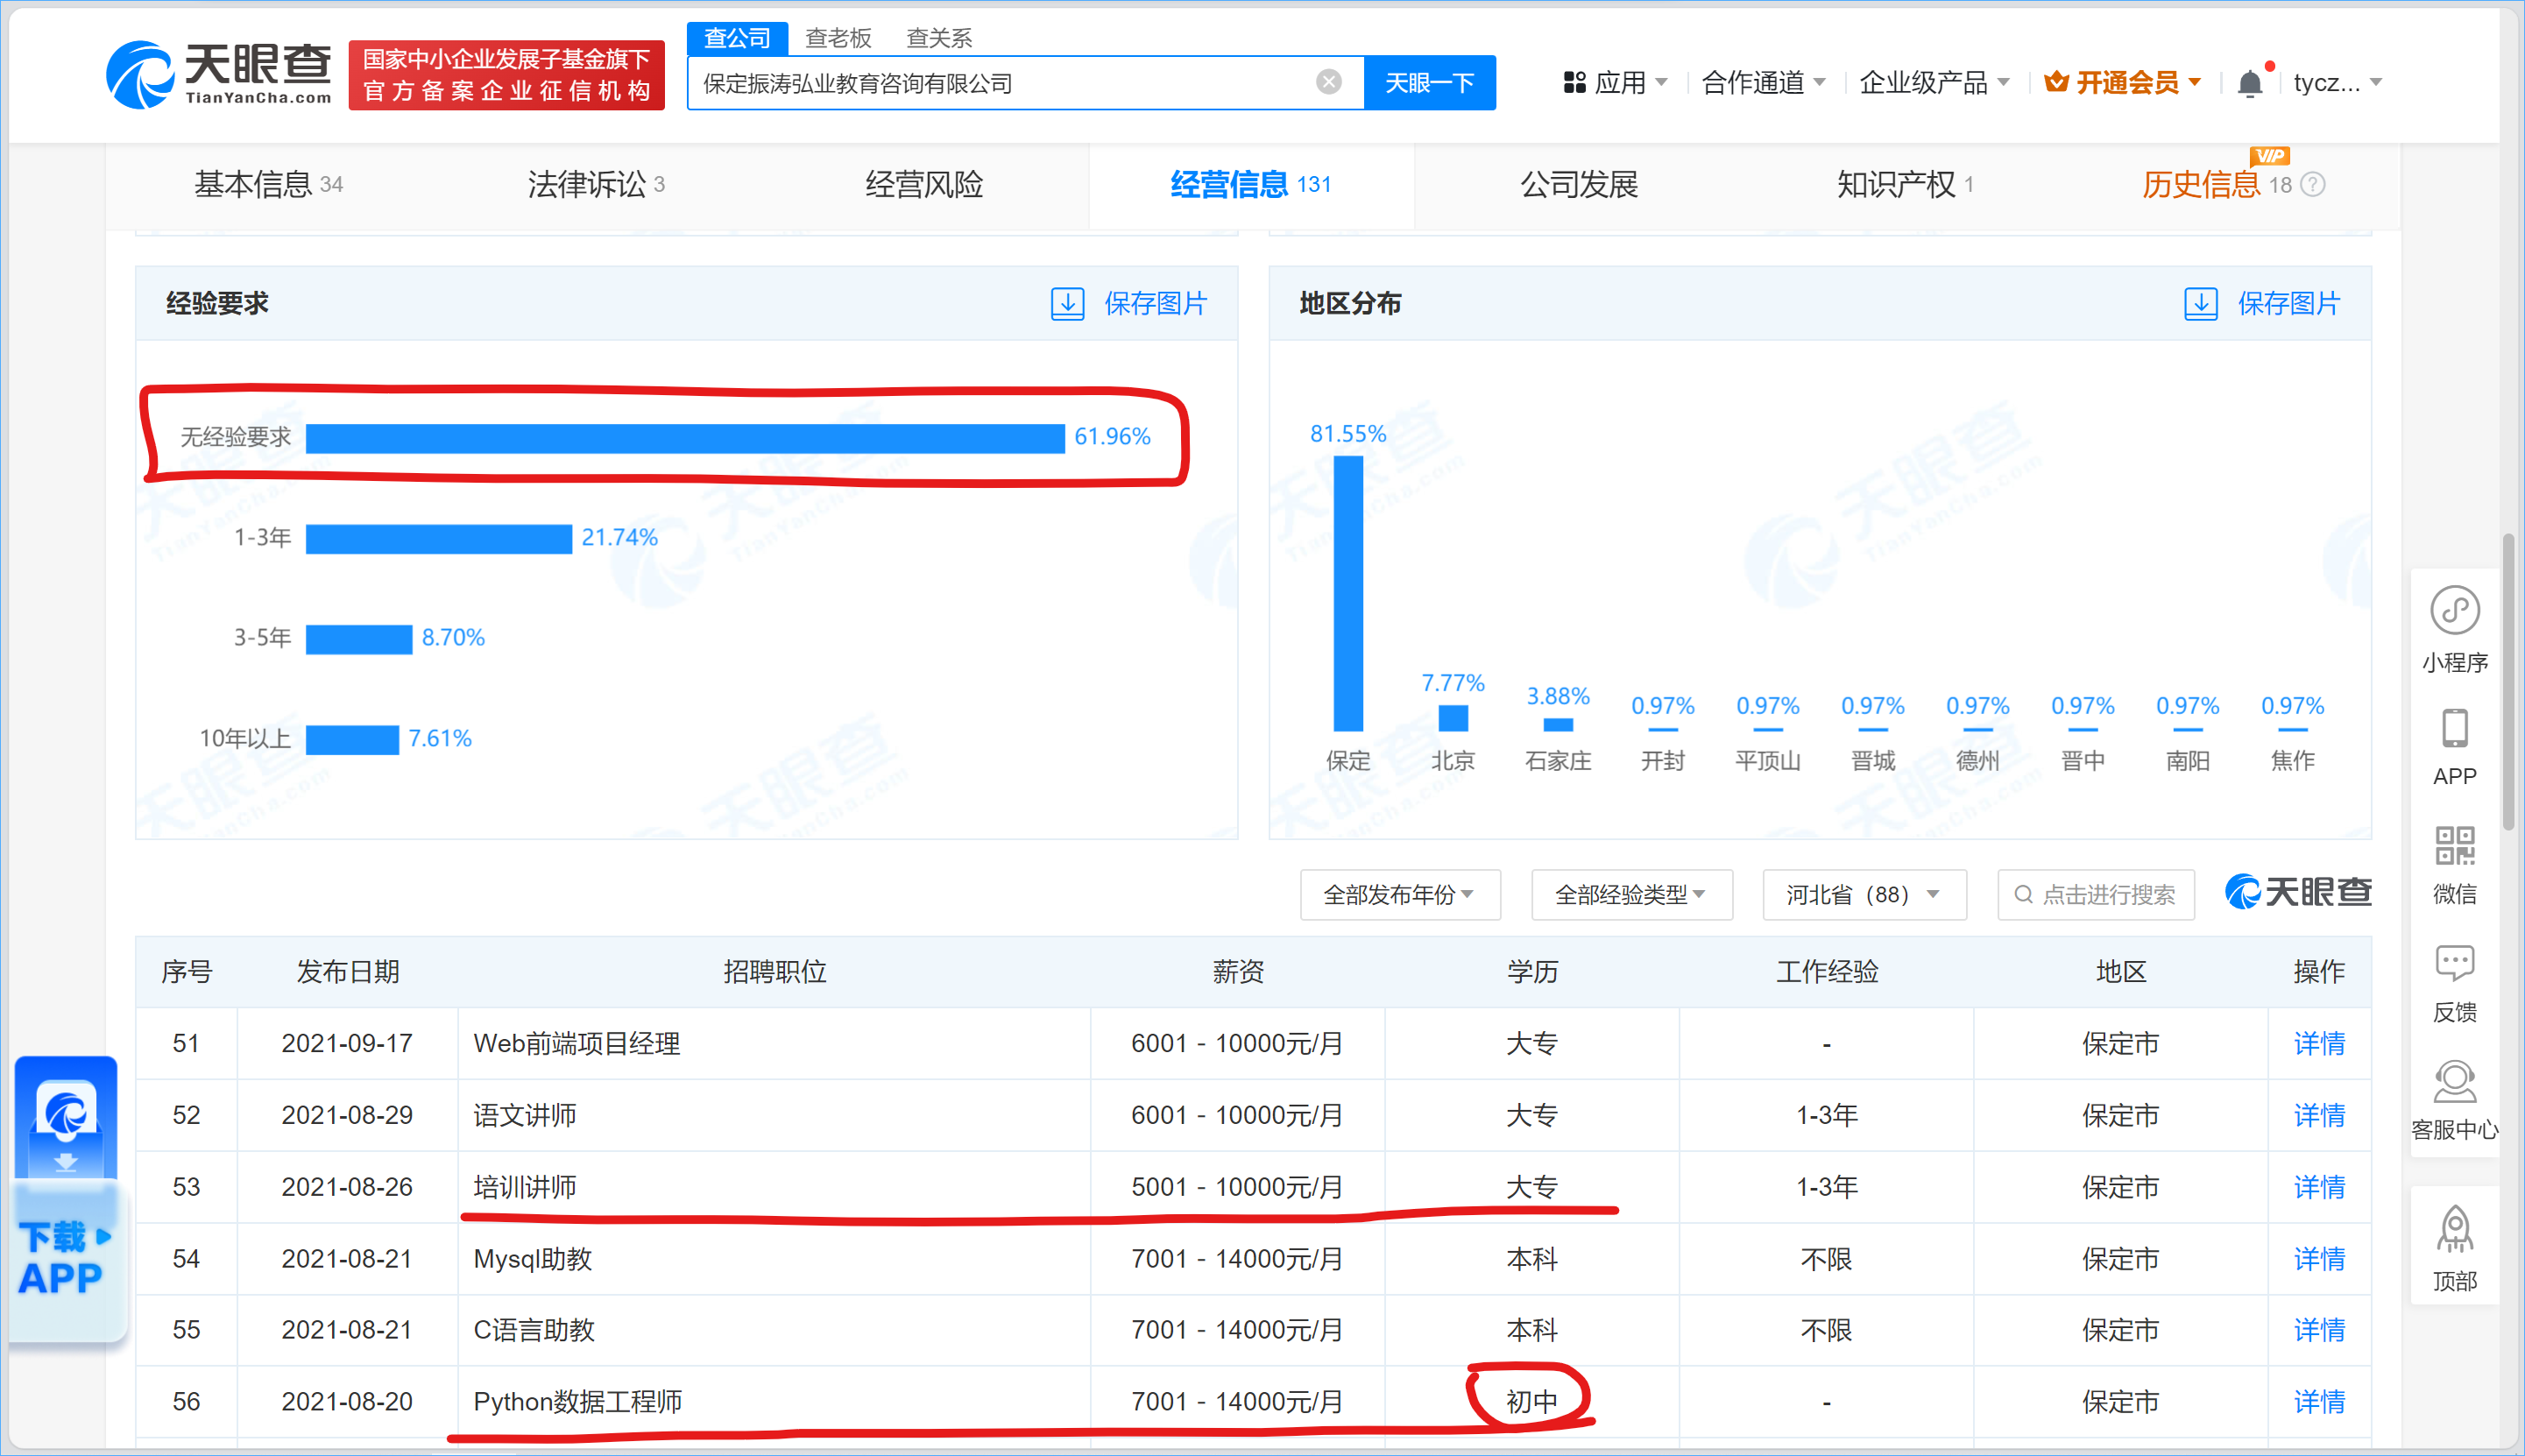 天眼查
TianYanCha.com
国家中小企业发展子基金旗下
官方备案企业征信机构
查公司 查老板 查关系
保定振涛弘业教育咨询有限公司 天眼一下
应用 合作通道 企业级产品 开通会员 tycz...
基本信息 34 法律诉讼 3 经营风险 经营信息 131 公司发展 知识产权 1 历史信息 18 ?
VIP
经验要求 保存图片
无经验要求 61.96%
1-3年 21.74%
3-5年 8.70%
10年以上 7.61%
地区分布 保存图片
81.55% 7.77% 3.88% 0.97% 0.97% 0.97% 0.97% 0.97% 0.97% 0.97%
保定 北京 石家庄 开封 平顶山 晋城 德州 晋中 南阳 焦作
天眼查
TianYanCha.com
全部发布年份 全部经验类型 河北省（88） 点击进行搜索 天眼查
序号 发布日期 招聘职位 薪资 学历 工作经验 地区 操作
51 2021-09-17 Web前端项目经理 6001 - 10000元/月 大专 - 保定市 详情
52 2021-08-29 语文讲师 6001 - 10000元/月 大专 1-3年 保定市 详情
53 2021-08-26 培训讲师 5001 - 10000元/月 大专 1-3年 保定市 详情
54 2021-08-21 Mysql助教 7001 - 14000元/月 本科 不限 保定市 详情
55 2021-08-21 C语言助教 7001 - 14000元/月 本科 不限 保定市 详情
56 2021-08-20 Python数据工程师 7001 - 14000元/月 初中 - 保定市 详情
下载
APP
小程序
APP
微信
反馈
客服中心
顶部